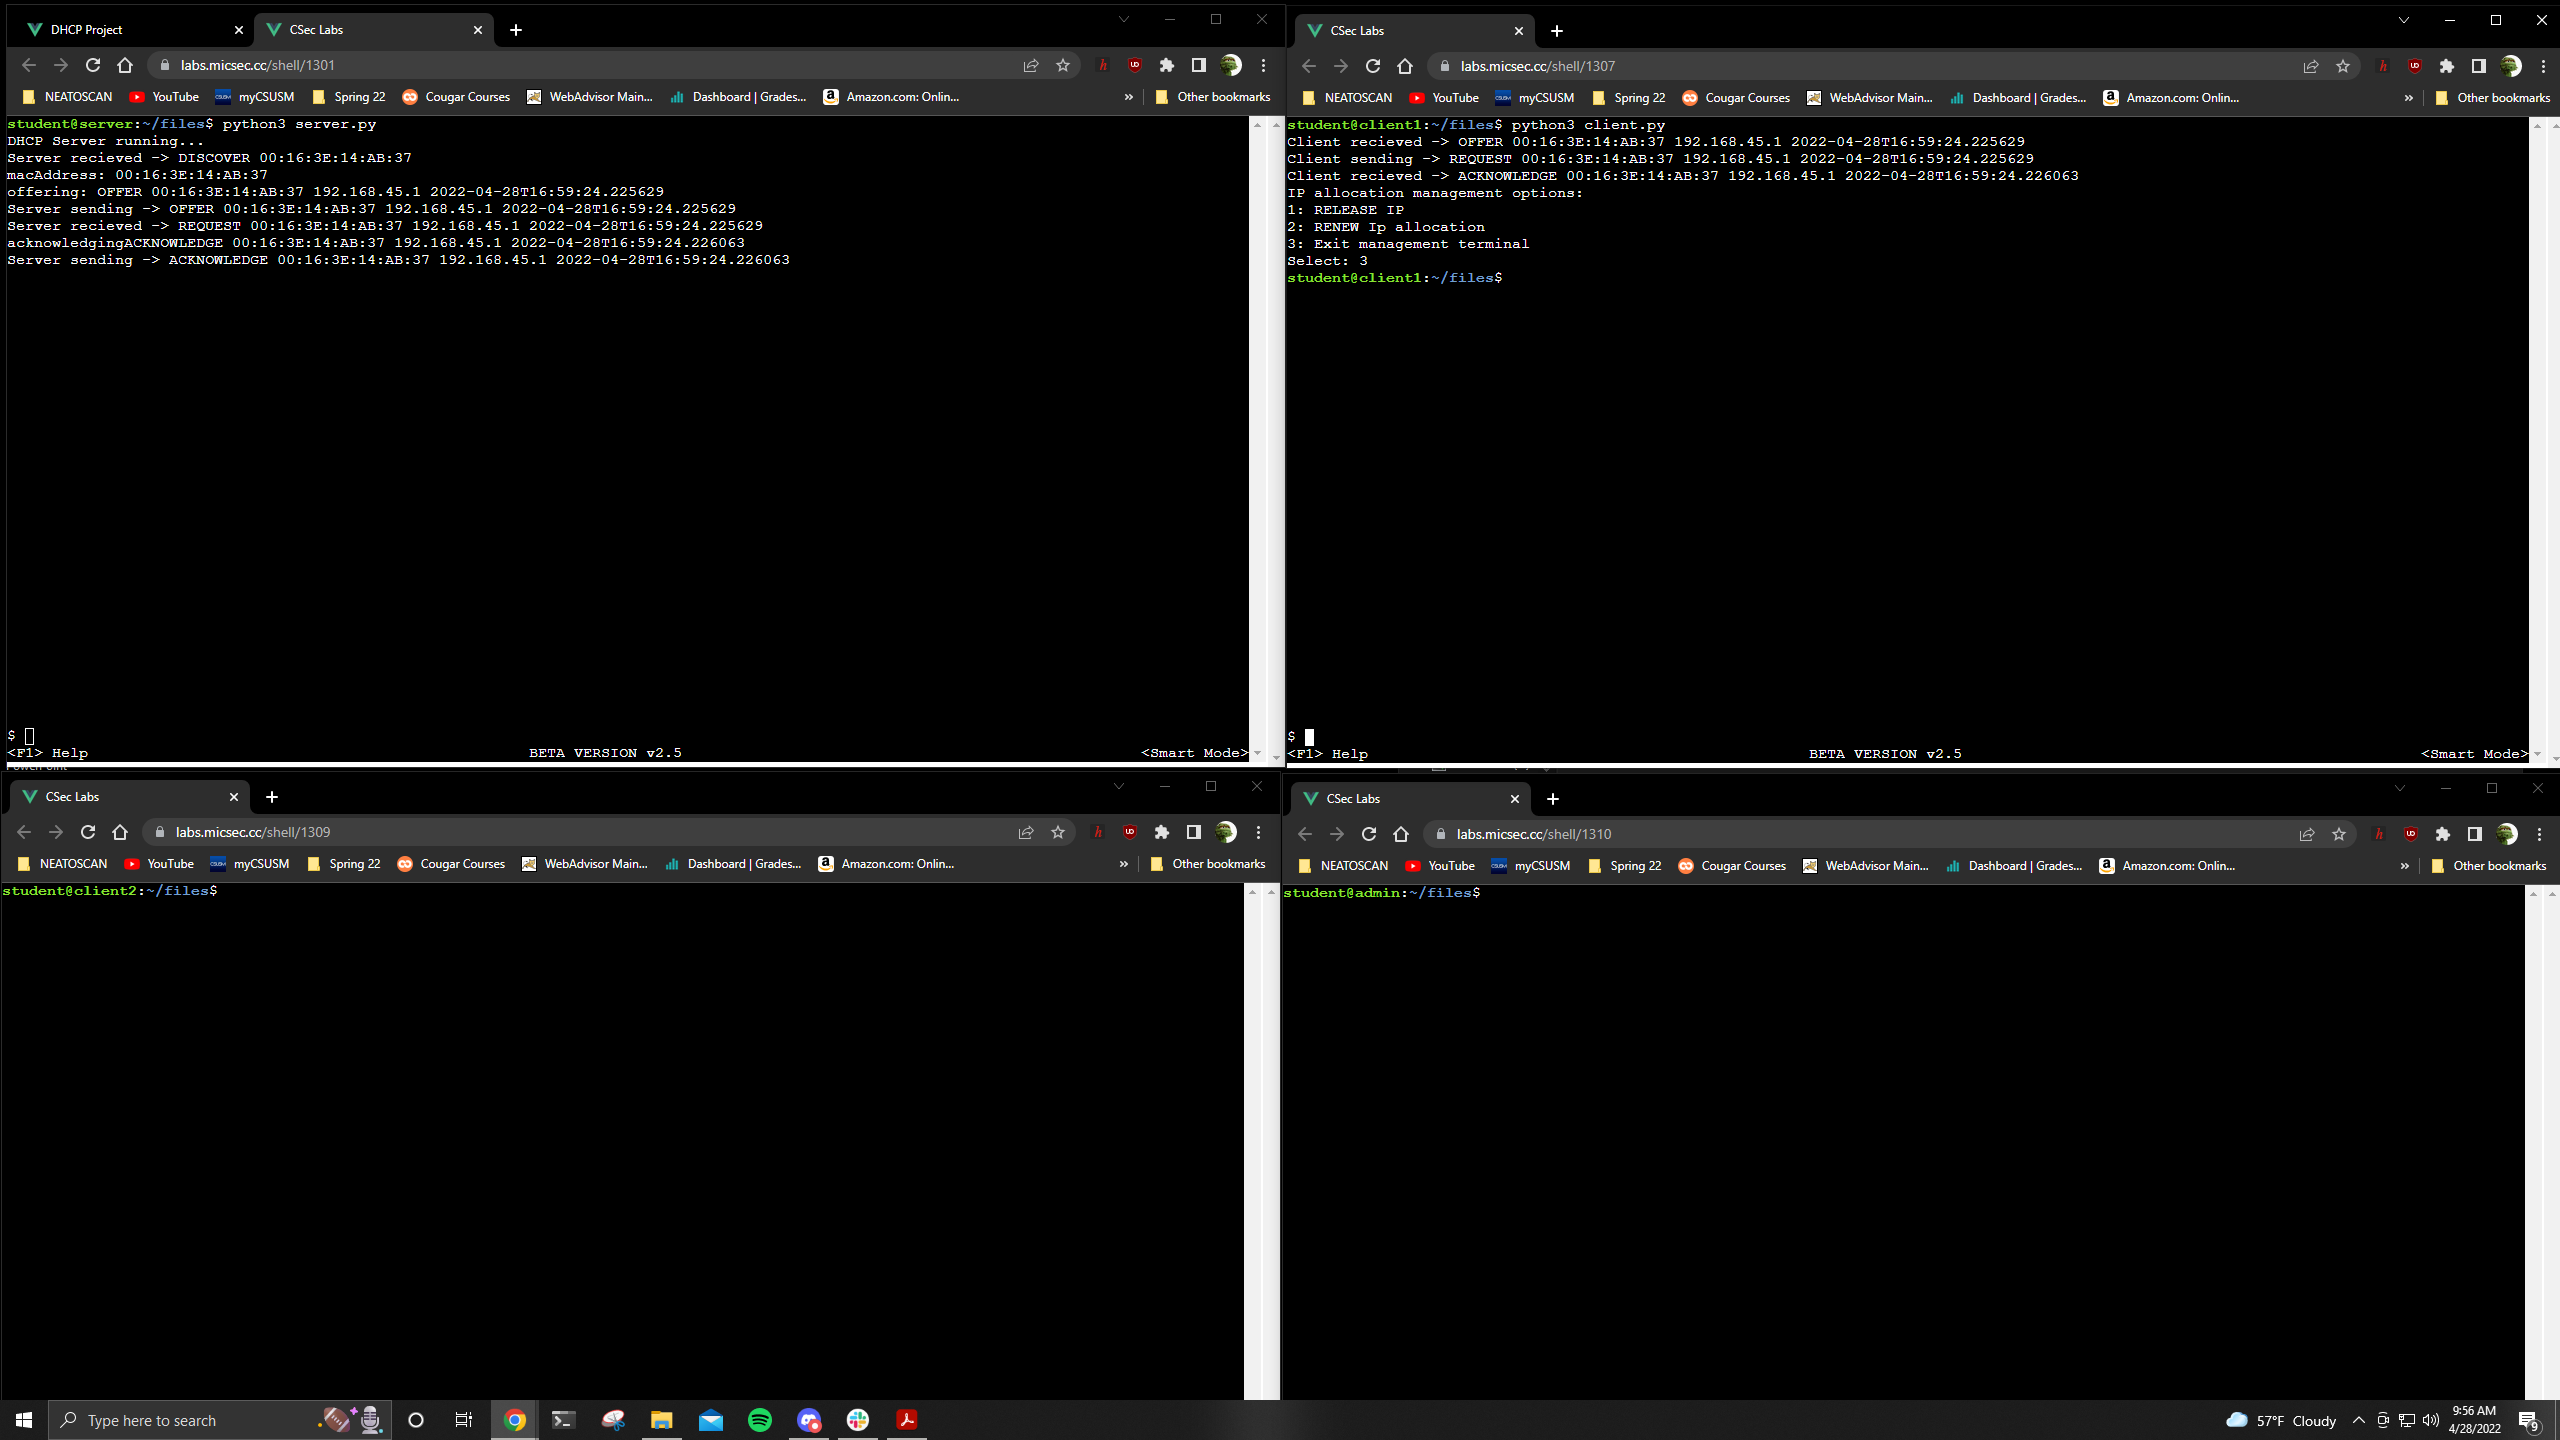 DHCP Project
CSec Labs
labs.micsec.cc/shell/1301
NEATOSCAN YouTube myCSUSM Spring 22 Cougar Courses WebAdvisor Main... Dashboard | Grades... Amazon.com: Onlin... » Other bookmarks
student@server:~/files$ python3 server.py
DHCP Server running...
Server recieved -> DISCOVER 00:16:3E:14:AB:37
macAddress: 00:16:3E:14:AB:37
offering: OFFER 00:16:3E:14:AB:37 192.168.45.1 2022-04-28T16:59:24.225629
Server sending -> OFFER 00:16:3E:14:AB:37 192.168.45.1 2022-04-28T16:59:24.225629
Server recieved -> REQUEST 00:16:3E:14:AB:37 192.168.45.1 2022-04-28T16:59:24.225629
acknowledgingACKNOWLEDGE 00:16:3E:14:AB:37 192.168.45.1 2022-04-28T16:59:24.226063
Server sending -> ACKNOWLEDGE 00:16:3E:14:AB:37 192.168.45.1 2022-04-28T16:59:24.226063
$
<F1> Help BETA VERSION v2.5 <Smart Mode>
CSec Labs
labs.micsec.cc/shell/1307
NEATOSCAN YouTube myCSUSM Spring 22 Cougar Courses WebAdvisor Main... Dashboard | Grades... Amazon.com: Onlin... » Other bookmarks
student@client1:~/files$ python3 client.py
Client recieved -> OFFER 00:16:3E:14:AB:37 192.168.45.1 2022-04-28T16:59:24.225629
Client sending -> REQUEST 00:16:3E:14:AB:37 192.168.45.1 2022-04-28T16:59:24.225629
Client recieved -> ACKNOWLEDGE 00:16:3E:14:AB:37 192.168.45.1 2022-04-28T16:59:24.226063
IP allocation management options:
1: RELEASE IP
2: RENEW Ip allocation
3: Exit management terminal
Select: 3
student@client1:~/files$
$
<F1> Help BETA VERSION v2.5 <Smart Mode>
CSec Labs
labs.micsec.cc/shell/1309
NEATOSCAN YouTube myCSUSM Spring 22 Cougar Courses WebAdvisor Main... Dashboard | Grades... Amazon.com: Onlin... » Other bookmarks
student@client2:~/files$
CSec Labs
labs.micsec.cc/shell/1310
NEATOSCAN YouTube myCSUSM Spring 22 Cougar Courses WebAdvisor Main... Dashboard | Grades... Amazon.com: Onlin... » Other bookmarks
student@admin:~/files$
Type here to search
57°F Cloudy
9:56 AM
4/28/2022
9